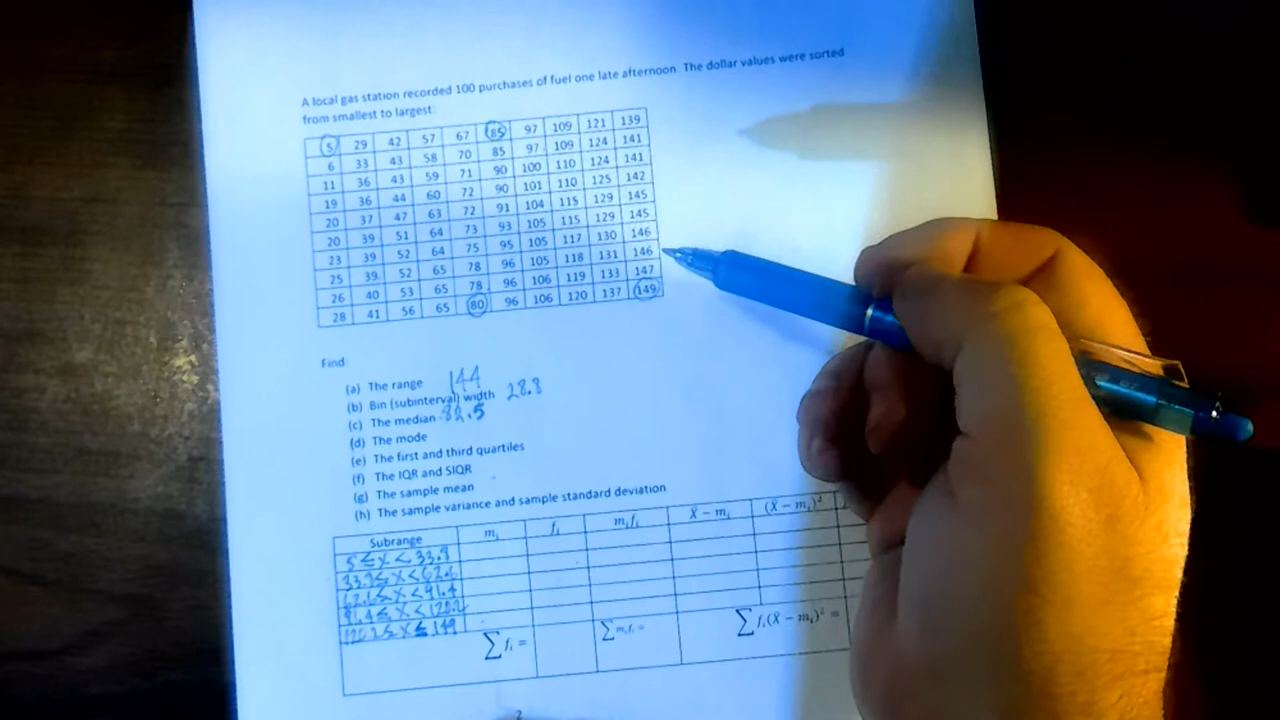 A local gas station recorded 100 purchases of fuel one late afternoon The dollar values were sorted
from smallest to largest
5 29 42 57 67 85 97 109 121 139
6 33 43 58 70 85 97 109 124 141
11 36 43 59 71 90 100 110 124 141
19 36 44 60 72 90 101 110 125 142
20 37 47 63 72 91 104 115 129 145
20 39 51 64 73 93 105 115 129 145
23 39 52 64 75 95 105 117 130 146
25 39 52 65 78 96 105 118 131 146
26 40 53 65 78 96 106 119 133 147
28 41 56 65 80 96 106 120 137 149
Find
(a) The range 144
(b) Bin (subinterval) width 28.8
(c) The median 82.5
(d) The mode
(e) The first and third quartiles
(f) The IQR and SIQR
(g) The sample mean
(h) The sample variance and sample standard deviation
Subrange mᵢ fᵢ mᵢfᵢ X̄ − mᵢ (X̄ − mᵢ)²
5 ≤ X < 33.8
33.8 ≤ X < 62.6
62.6 ≤ X < 91.4
91.4 ≤ X < 120.2
120.2 ≤ X ≤ 149
∑ fᵢ = ∑ mᵢfᵢ = ∑ fᵢ(X̄ − mᵢ)² =
2